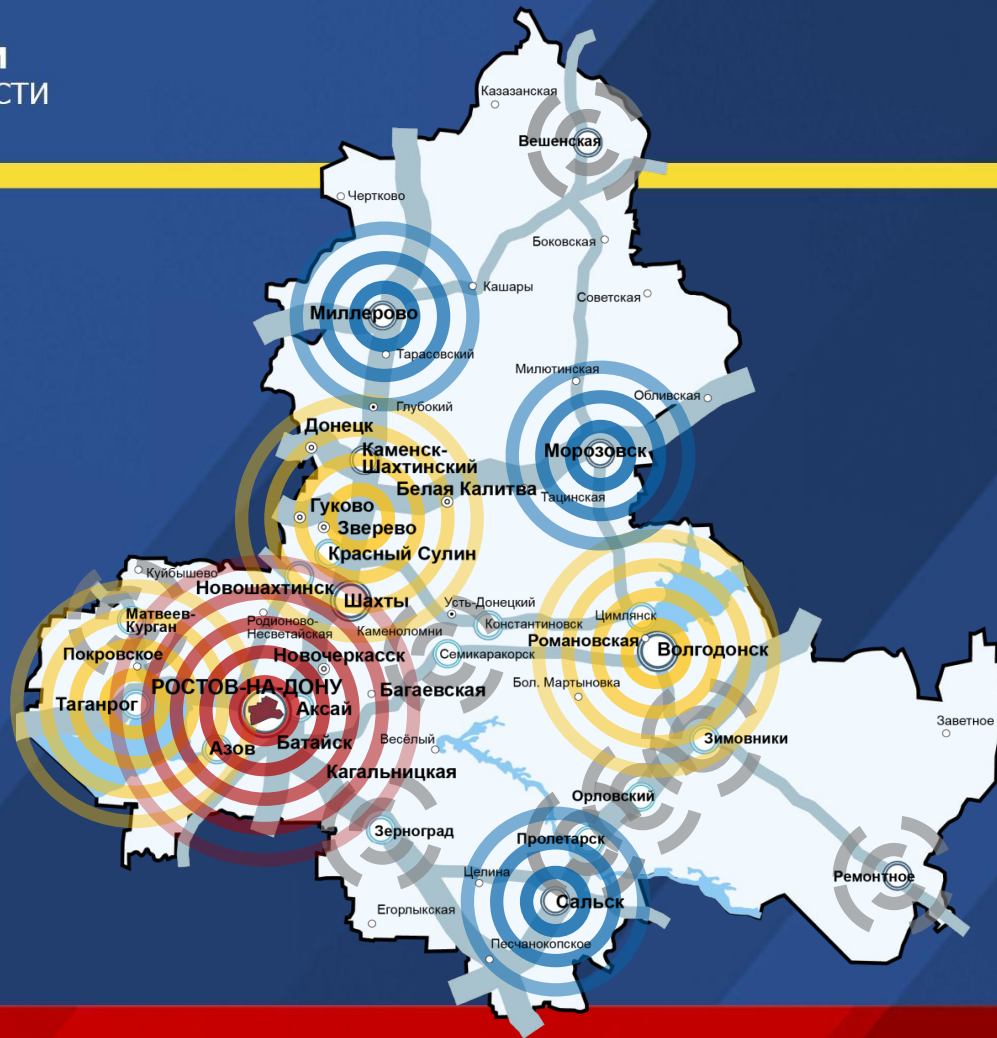 и
СТИ
Казазанская
Вешенская
Чертково
Боковская
Кашары
Советская
Миллерово
Тарасовский
Милютинская
Обливская
Глубокий
Донецк
Каменск-
Шахтинский
Морозовск
Белая Калитва
Тацинская
Гуково
Зверево
Красный Сулин
Куйбышево
Новошахтинск
Шахты
Усть-Донецкий
Матвеев-
Курган
Родионово-
Несветайская
Каменоломни
Константиновск
Цимлянск
Романовская
Волгодонск
Покровское
Новочеркасск
Семикаракорск
РОСТОВ-НА-ДОНУ
Багаевская
Бол. Мартыновка
Таганрог
Аксай
Заветное
Азов
Батайск
Весёлый
Зимовники
Кагальницкая
Орловский
Зерноград
Пролетарск
Целина
Ремонтное
Сальск
Егорлыкская
Песчанокопское